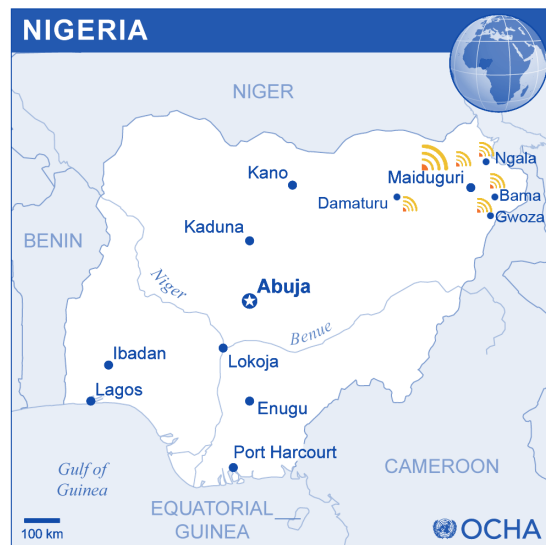 NIGERIA
NIGER
Ngala
Kano
Maiduguri
Bama
Damaturu
Gwoza
Kaduna
BENIN
Niger
Abuja
Benue
Ibadan
Lokoja
Lagos
Enugu
Port Harcourt
Gulf of
Guinea
CAMEROON
EQUATORIAL
GUINEA
100 km
OCHA